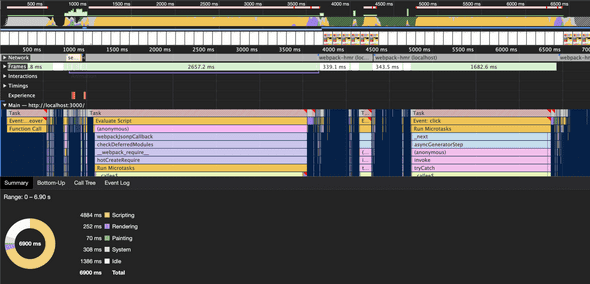 500 ms 1000 ms 1500 ms 2000 ms 2500 ms 3000 ms 3500 ms 4000 ms 4500 ms 5000 ms 5500 ms 6000 ms 6500 ms
500 ms 1000 ms 1500 ms 2000 ms 2500 ms 3000 ms 3500 ms 4000 ms 4500 ms 5000 ms 5500 ms 6000 ms 6500 ms
Network se... webpack-hmr (localhost) webpack-hmr (localhost) webpack-hm
Frames .8 ms 2657.2 ms 339.1 ms 343.5 ms 1682.6 ms
Interactions
Timings
Experience
Main — http://localhost:3000/
Task Task T... Task
Event: ...eover Evaluate Script Event: click
Function Call (anonymous) Run Microtasks
webpackJsonpCallback _next
checkDeferredModules asyncGeneratorStep
__webpack_require__ (anonymous)
hotCreateRequire invoke
Run Microtasks tryCatch
Summary Bottom-Up Call Tree Event Log
Range: 0 – 6.90 s
4884 ms Scripting
252 ms Rendering
70 ms Painting
6900 ms
308 ms System
1386 ms Idle
6900 ms Total